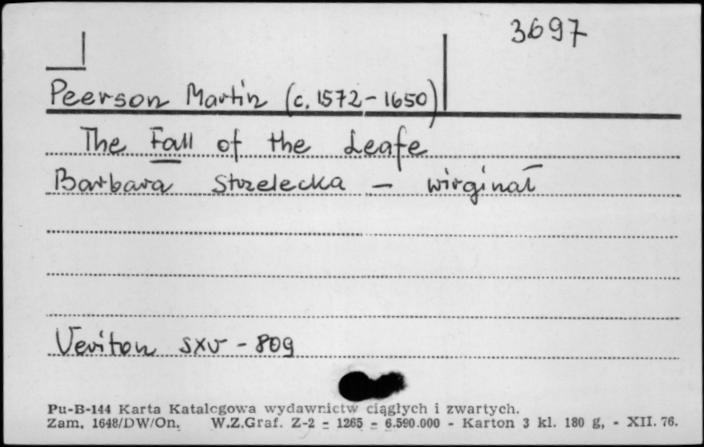 3697
Peerson Martin (c. 1572-1650)
The Fall of the Leafe
Barbara Strzelecka - wirginał
Veriton SXV - 809
Pu-B-144 Karta Katalogowa wydawnictw ciągłych i zwartych.
Zam. 1648/DW/On. W.Z.Graf. Z-2 - 1265 - 6.590.000 - Karton 3 kl. 180 g, - XII. 76.